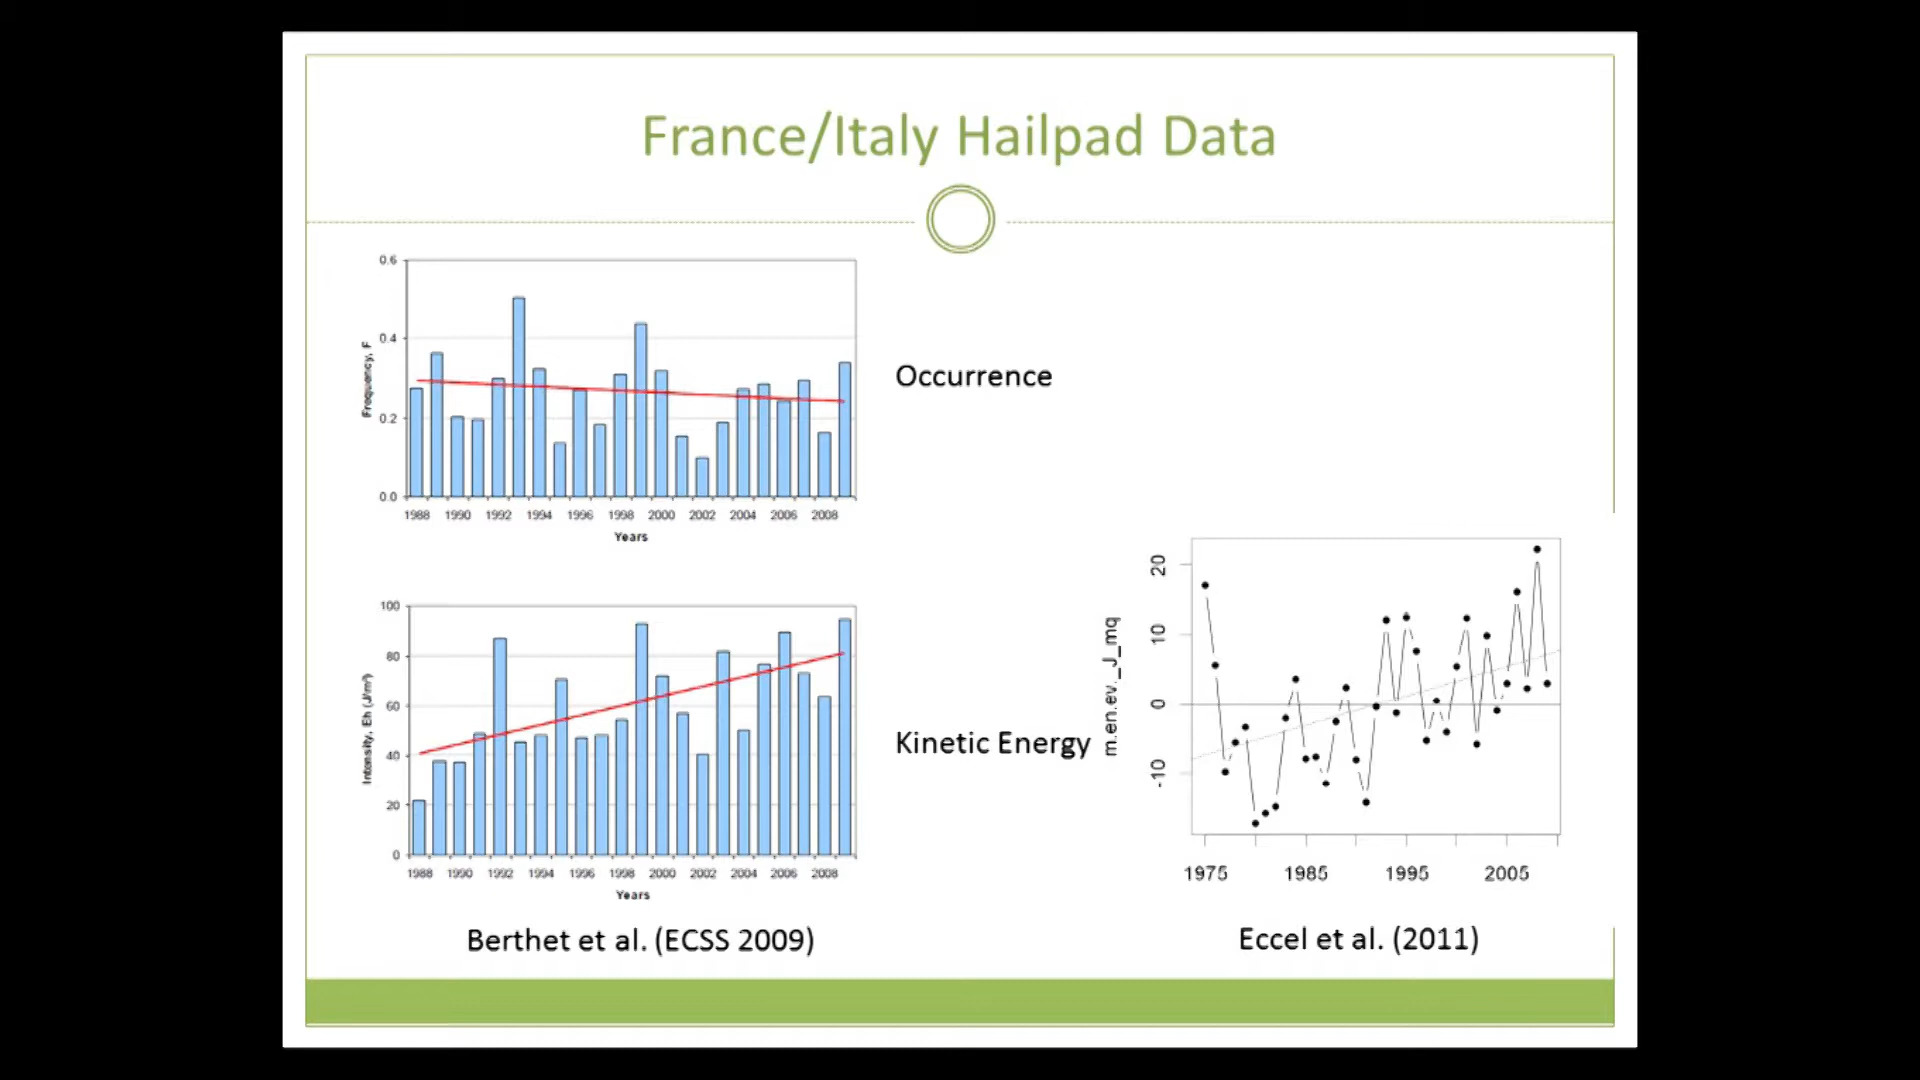 France/Italy Hailpad Data
0.6
0.4
0.2
0.0
Frequency, F
1988 1990 1992 1994 1996 1998 2000 2002 2004 2006 2008
Years
Occurrence
100
80
60
40
20
0
Intensity, Eh (J/m²)
1988 1990 1992 1994 1996 1998 2000 2002 2004 2006 2008
Years
Kinetic Energy
20
10
0
-10
m.en.ev._J_mq
1975 1985 1995 2005
Berthet et al. (ECSS 2009)
Eccel et al. (2011)